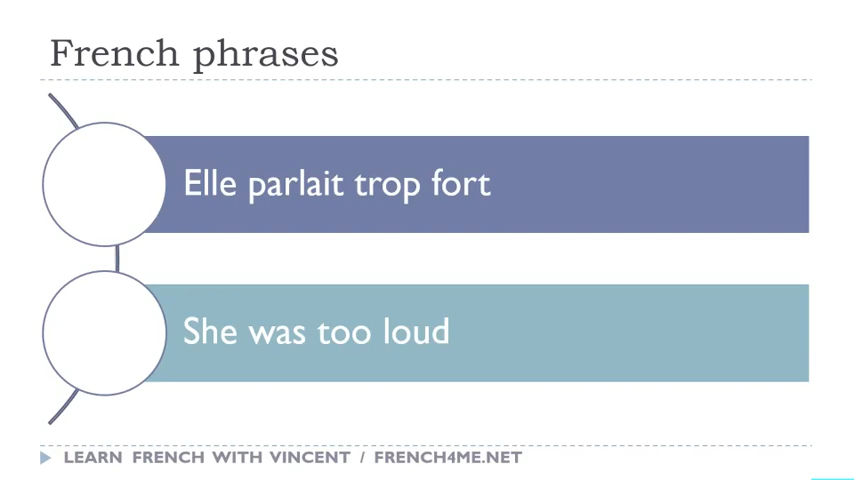 French phrases
Elle parlait trop fort
She was too loud
LEARN FRENCH WITH VINCENT / FRENCH4ME.NET